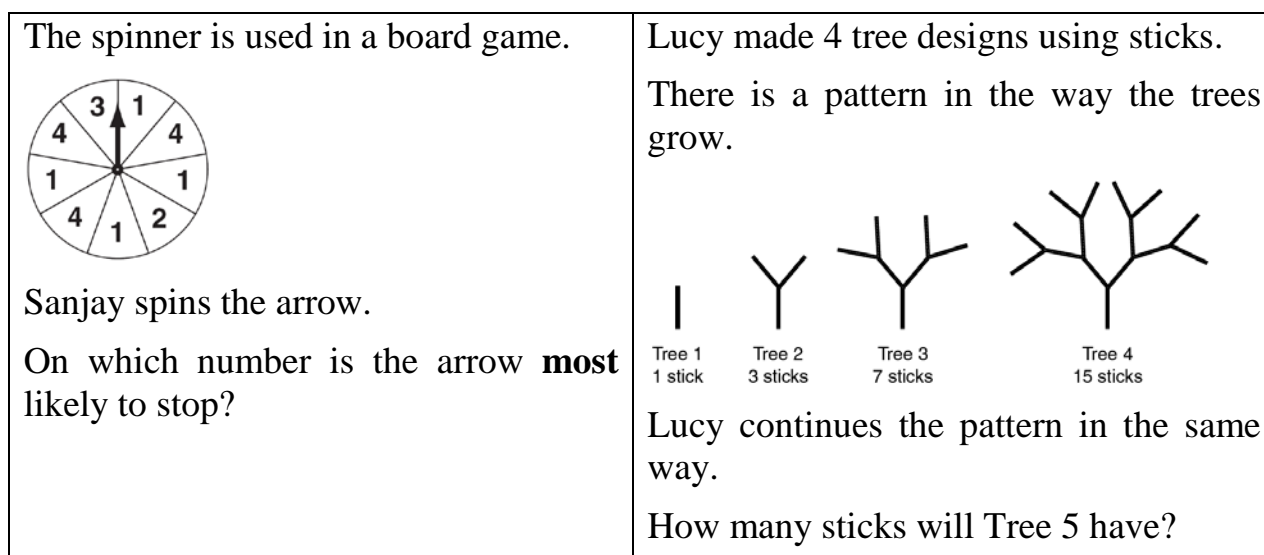 The spinner is used in a board game.
3 1
4 4
1 1
4 2
1
Sanjay spins the arrow.
On which number is the arrow most
likely to stop?
Lucy made 4 tree designs using sticks.
There is a pattern in the way the trees
grow.
Tree 1 Tree 2 Tree 3 Tree 4
1 stick 3 sticks 7 sticks 15 sticks
Lucy continues the pattern in the same
way.
How many sticks will Tree 5 have?